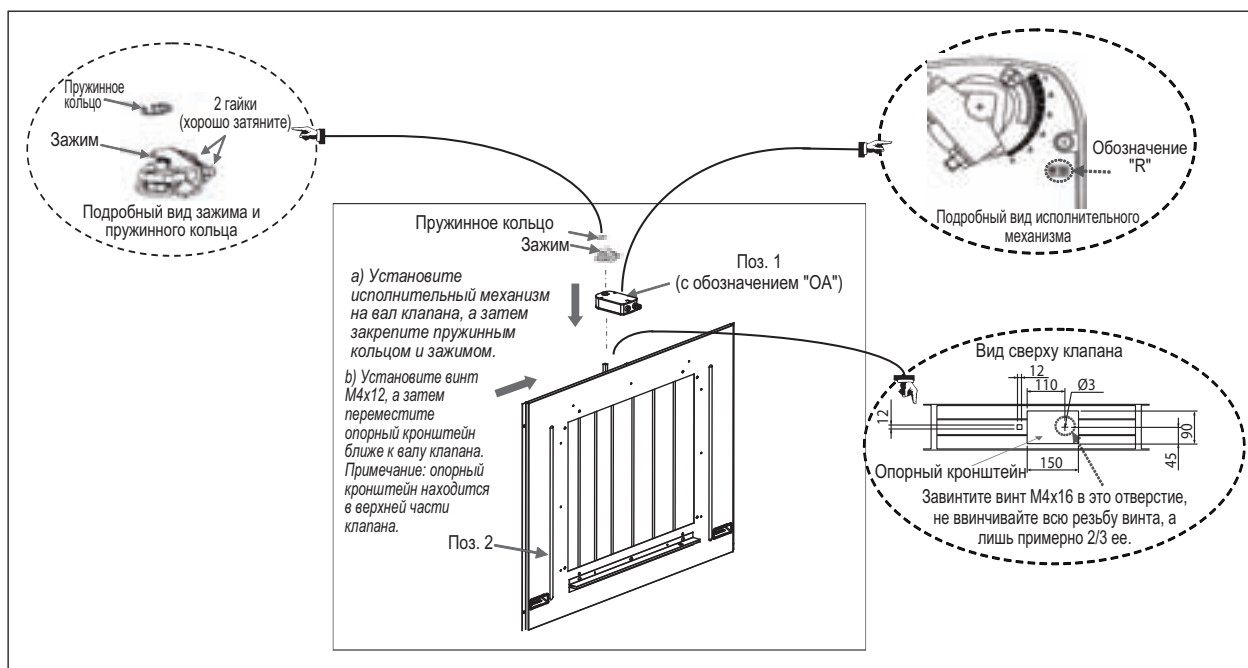 Пружинное
кольцо
2 гайки
(хорошо затяните)
Зажим
Подробный вид зажима и
пружинного кольца
Обозначение
"R"
Подробный вид исполнительного
механизма
Пружинное кольцо
Зажим
Поз. 1
(с обозначением "OA")
a) Установите
исполнительный механизм
на вал клапана, а затем
закрепите пружинным
кольцом и зажимом.
b) Установите винт
M4x12, а затем
переместите
опорный кронштейн
ближе к валу клапана.
Примечание: опорный
кронштейн находится
в верхней части
клапана.
Поз. 2
Вид сверху клапана
12
110
Ø3
12
90
45
Опорный кронштейн
150
Завинтите винт M4x16 в это отверстие,
не ввинчивайте всю резьбу винта, а
лишь примерно 2/3 ее.